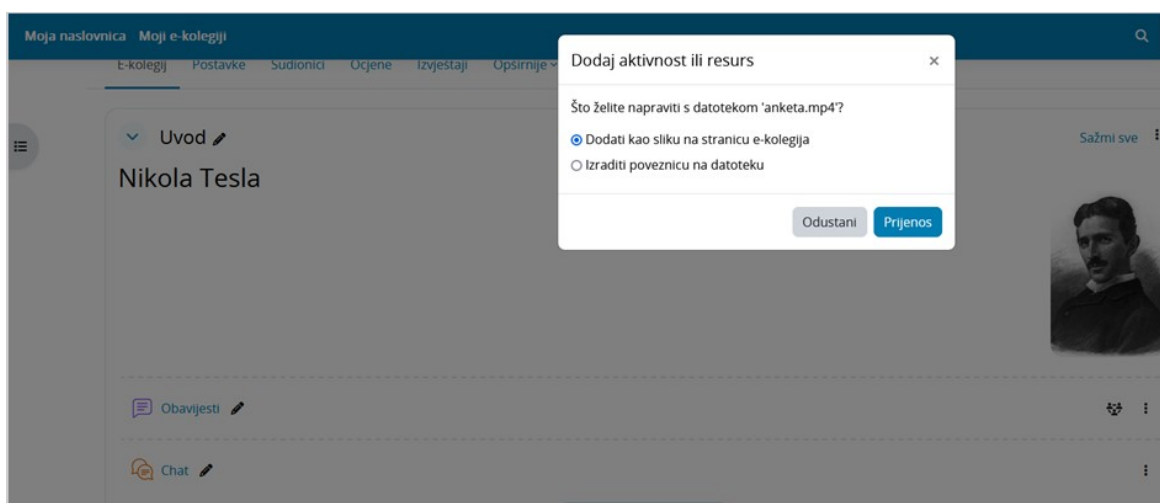 Moja naslovnica Moji e-kolegiji
E-kolegij Postavke Sudionici Ocjene Izvještaji Opširnije
Dodaj aktivnost ili resurs ×
Što želite napraviti s datotekom 'anketa.mp4'?
Dodati kao sliku na stranicu e-kolegija
Izraditi poveznicu na datoteku
Odustani Prijenos
Uvod
Sažmi sve
Nikola Tesla
Obavijesti
Chat